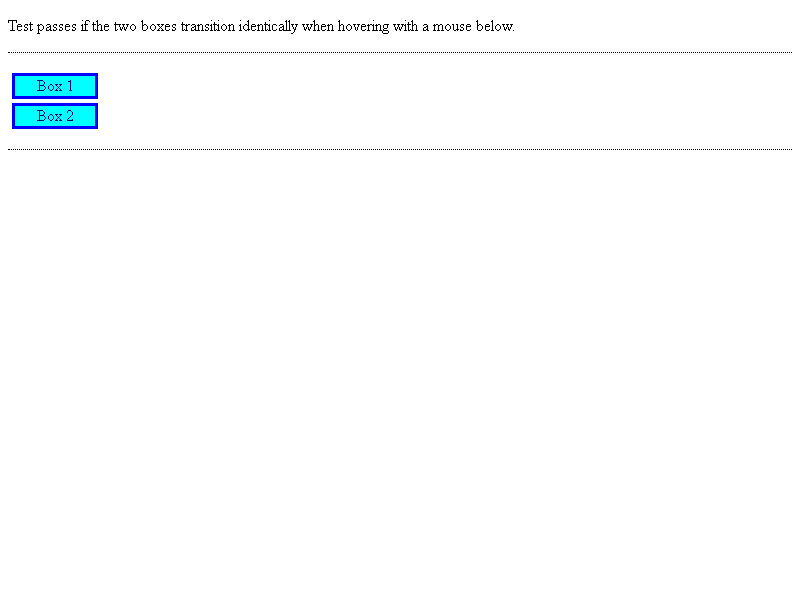 Test passes if the two boxes transition identically when hovering with a mouse below.
Box 1
Box 2